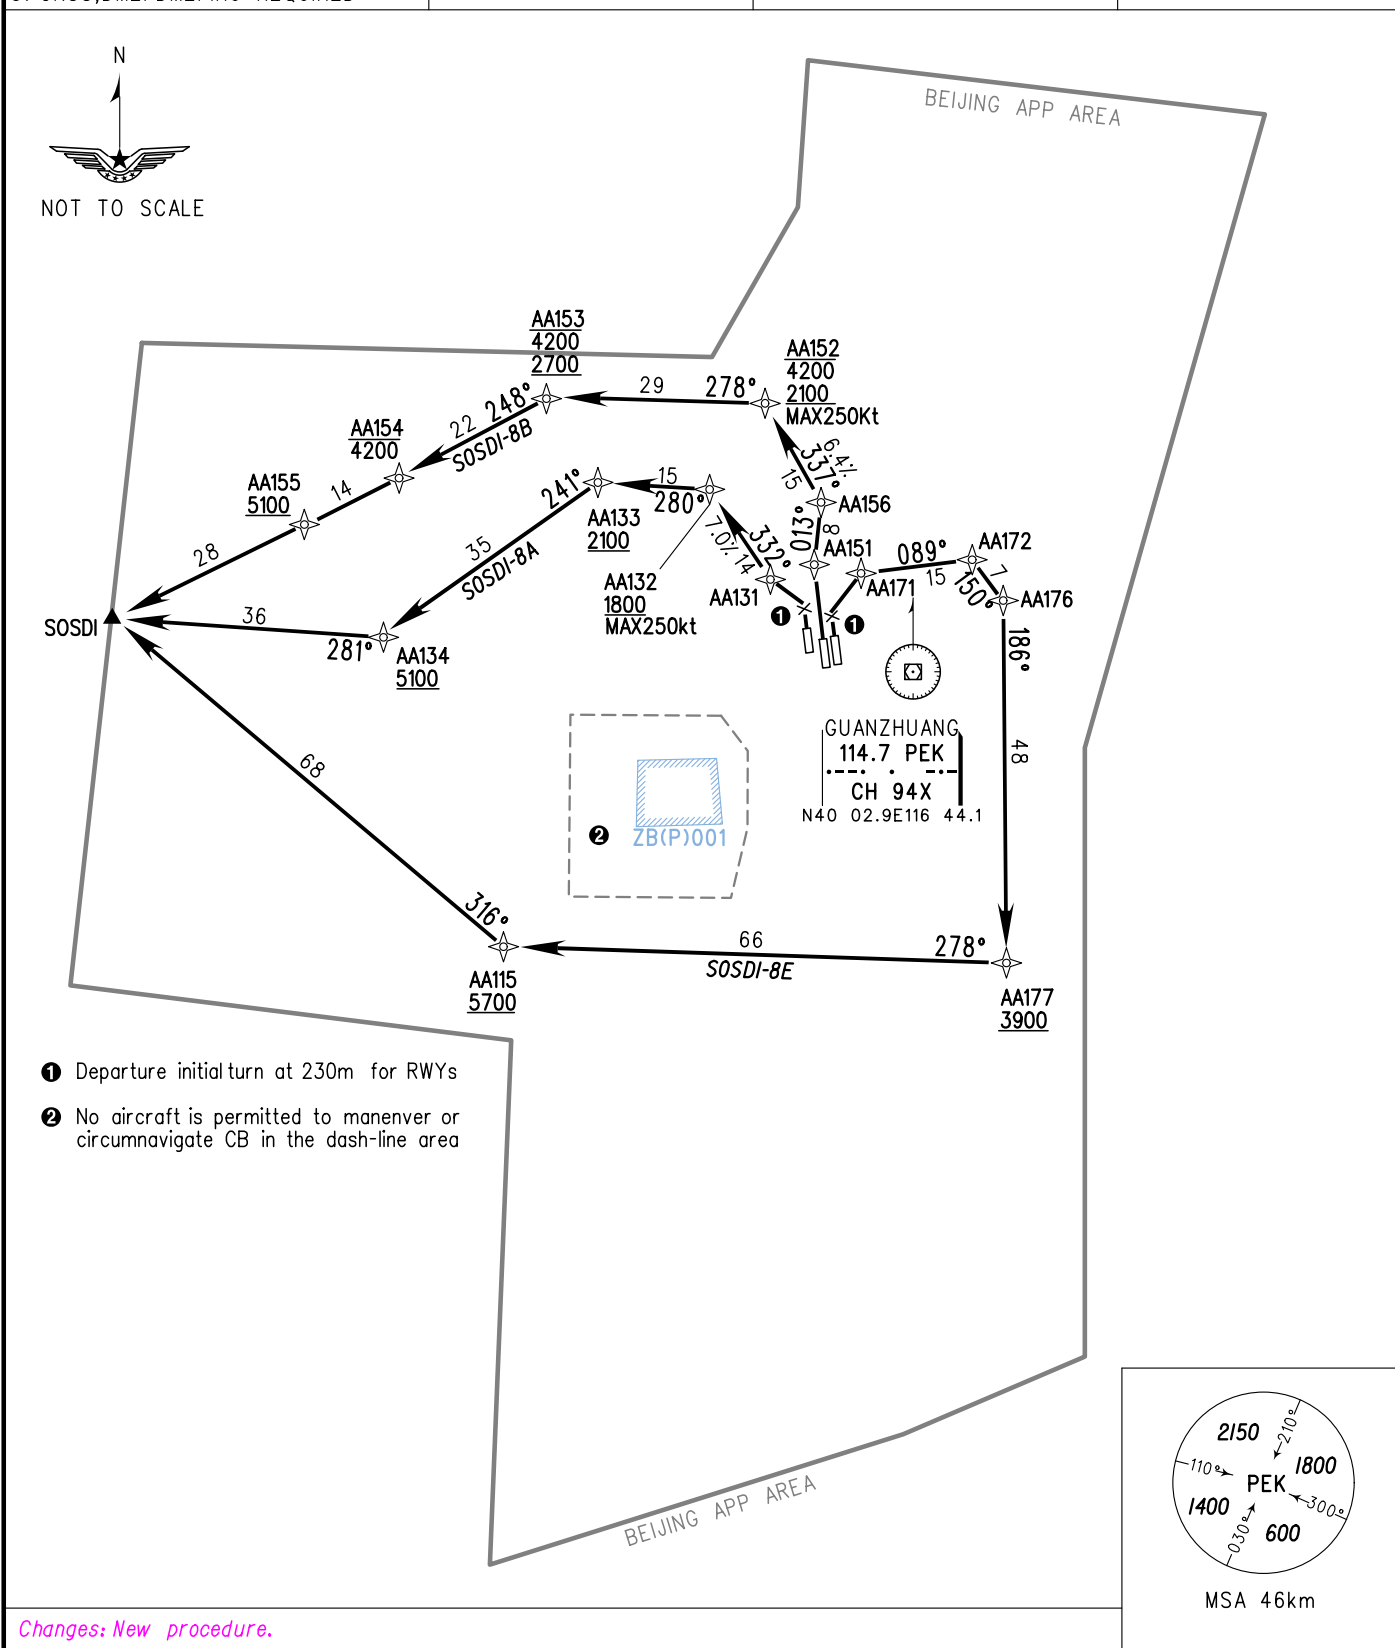 N
NOT TO SCALE
BEIJING APP AREA
AA153
4200
2700
AA152
4200
2100
MAX250Kt
29
278°
248°
22
SOSDI-8B
AA154
4200
14
AA155
5100
28
6.4%
337°
15
AA156
013°
8
AA151
241°
15
280°
AA133
2100
35
SOSDI-8A
332°
7.0% 14
AA132
1800
MAX250kt
AA131
1
1
089°
15
AA171
AA172
7
150°
AA176
186°
48
SOSDI
36
281°
AA134
5100
GUANZHUANG
114.7 PEK
CH 94X
N40 02.9E116 44.1
ZB(P)001
2
68
316°
66
278°
SOSDI-8E
AA115
5700
AA177
3900
1 Departure initial turn at 230m for RWYs
2 No aircraft is permitted to manenver or
circumnavigate CB in the dash-line area
BEIJING APP AREA
2150
210°
110°
1800
PEK
1400
300°
030°
600
MSA 46km
Changes: New procedure.